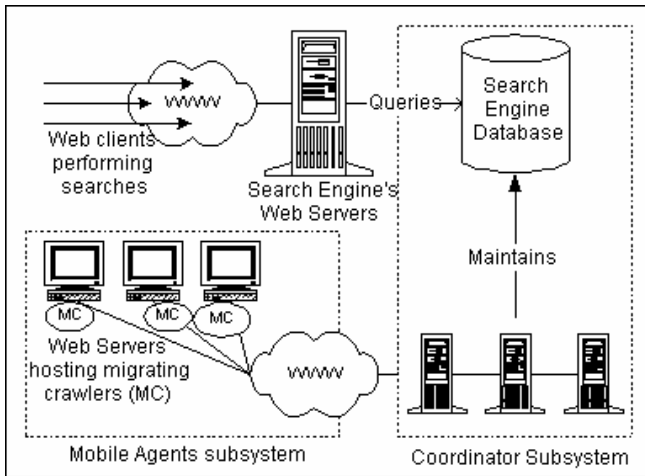 WWW
Web clients
performing
searches
Search Engine's
Web Servers
Queries
Search
Engine
Database
Maintains
MC
MC
MC
Web Servers
hosting migrating
crawlers (MC)
WWW
Mobile Agents subsystem
Coordinator Subsystem